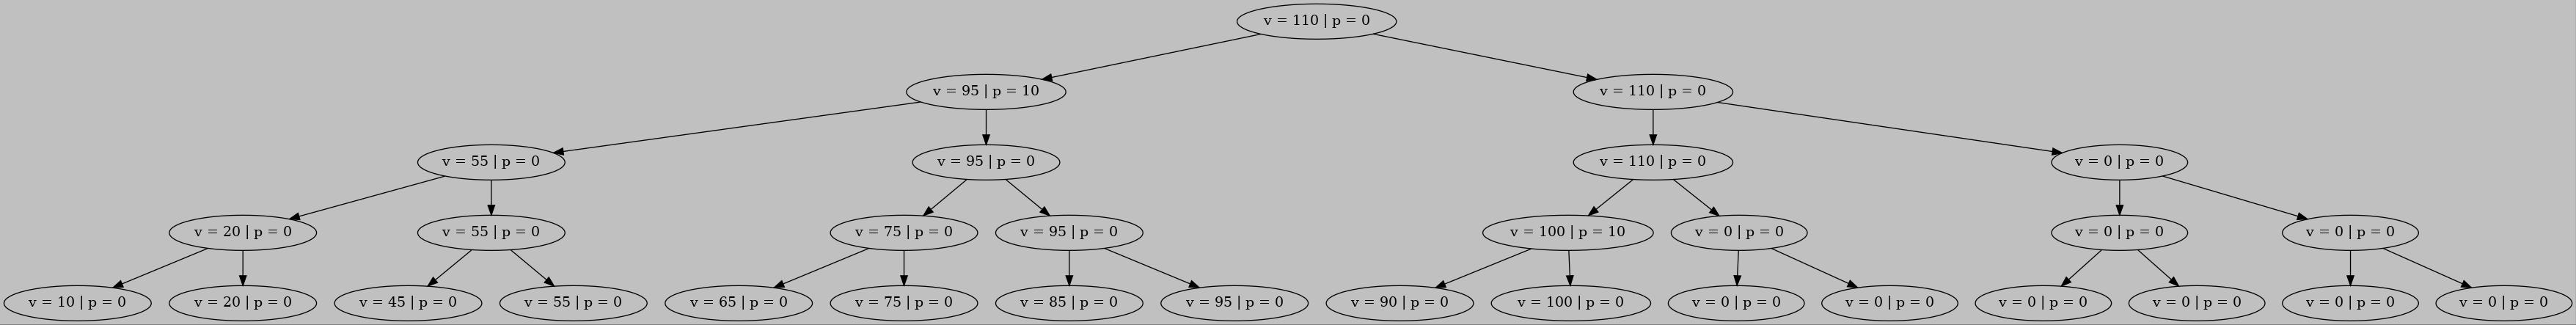 v = 110 | p = 0
v = 95 | p = 10
v = 110 | p = 0
v = 55 | p = 0
v = 95 | p = 0
v = 110 | p = 0
v = 0 | p = 0
v = 20 | p = 0
v = 55 | p = 0
v = 75 | p = 0
v = 95 | p = 0
v = 100 | p = 10
v = 0 | p = 0
v = 0 | p = 0
v = 0 | p = 0
v = 10 | p = 0
v = 20 | p = 0
v = 45 | p = 0
v = 55 | p = 0
v = 65 | p = 0
v = 75 | p = 0
v = 85 | p = 0
v = 95 | p = 0
v = 90 | p = 0
v = 100 | p = 0
v = 0 | p = 0
v = 0 | p = 0
v = 0 | p = 0
v = 0 | p = 0
v = 0 | p = 0
v = 0 | p = 0